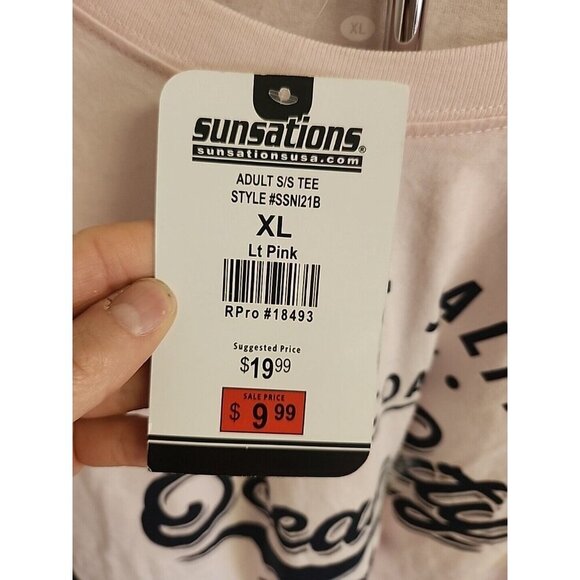 XL
sunsations®
sunsationsusa.com
ADULT S/S TEE
STYLE #SSNI21B
XL
Lt Pink
RPro #18493
Suggested Price
$19.99
SALE PRICE
$ 9.99